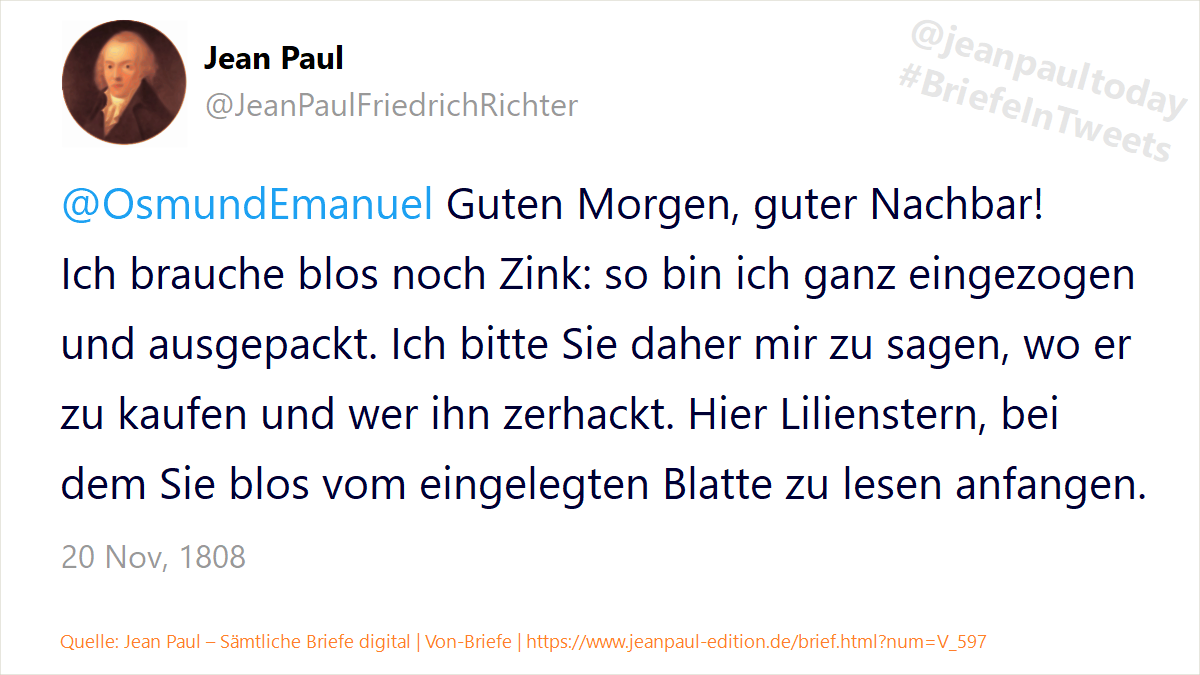 Jean Paul
@JeanPaulFriedrichRichter
@jeanpaultoday
#BriefeInTweets
@OsmundEmanuel Guten Morgen, guter Nachbar!
Ich brauche blos noch Zink: so bin ich ganz eingezogen
und ausgepackt. Ich bitte Sie daher mir zu sagen, wo er
zu kaufen und wer ihn zerhackt. Hier Lilienstern, bei
dem Sie blos vom eingelegten Blatte zu lesen anfangen.
20 Nov, 1808
Quelle: Jean Paul – Sämtliche Briefe digital | Von-Briefe | https://www.jeanpaul-edition.de/brief.html?num=V_597